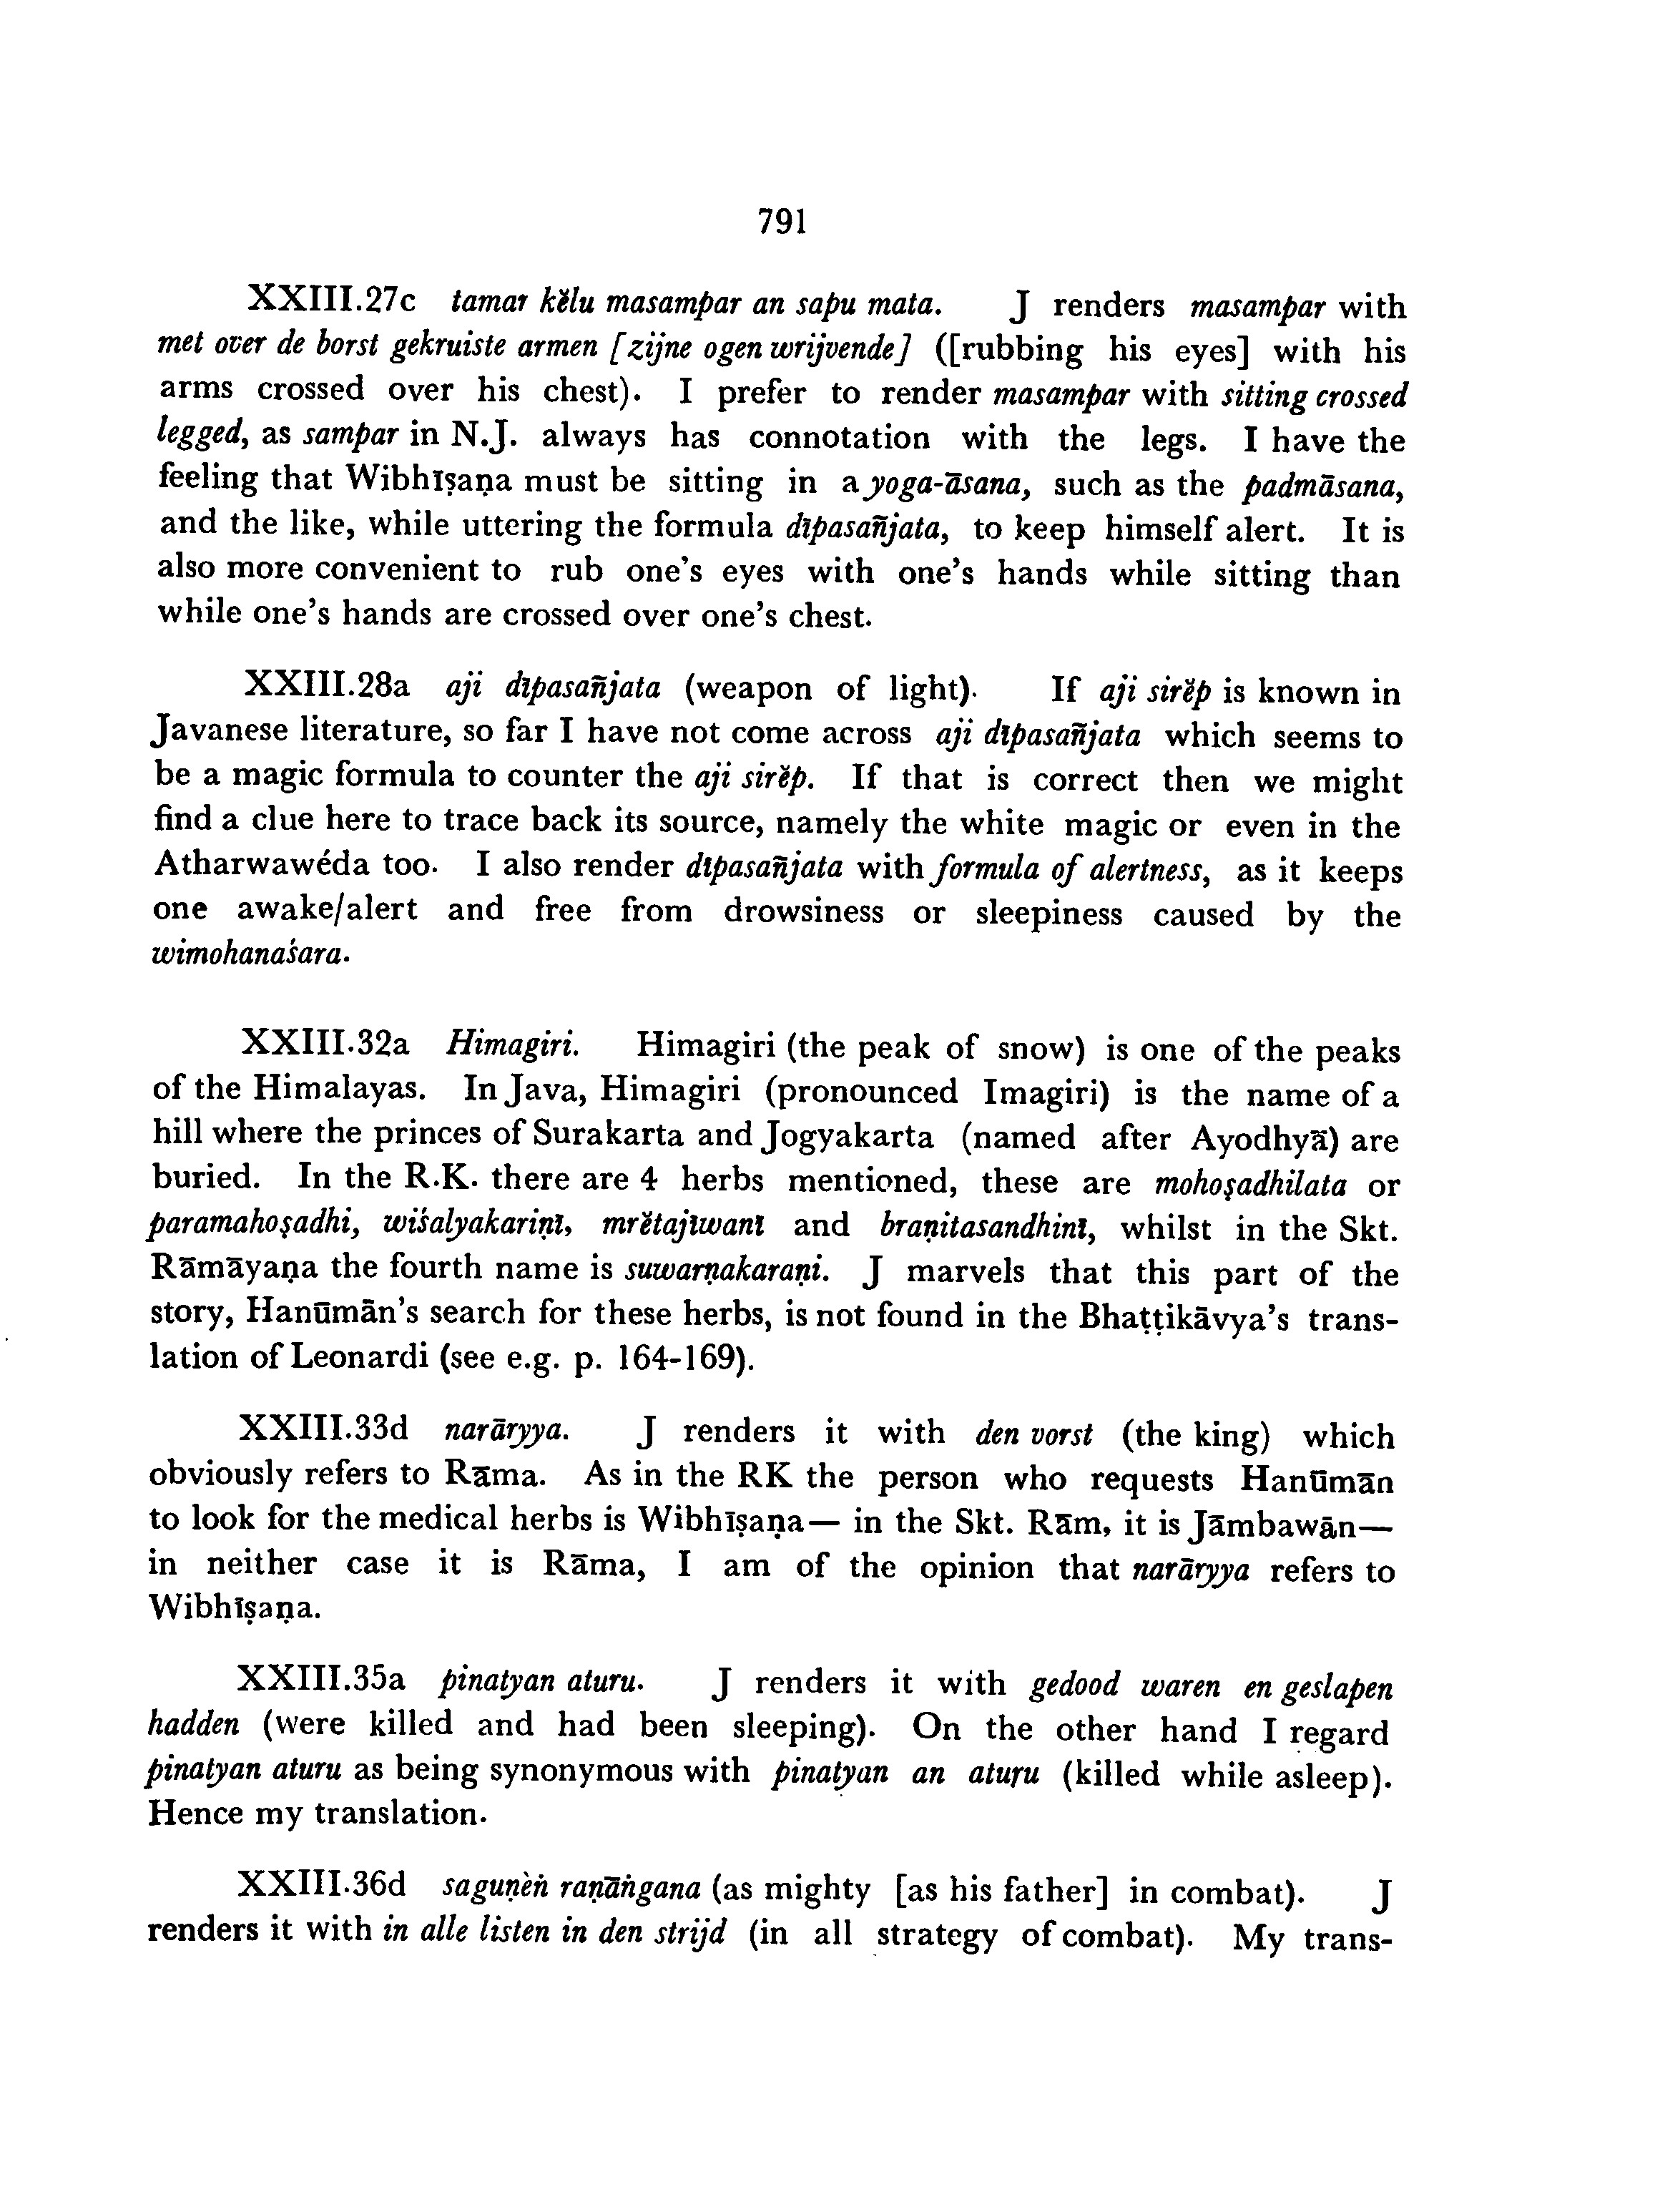 791
XXIII.27c tamar kĕlu masampar an sapu mata. J renders masampar with
met over de borst gekruiste armen [zijne ogen wrijvende] ([rubbing his eyes] with his
arms crossed over his chest). I prefer to render masampar with sitting crossed
legged, as sampar in N.J. always has connotation with the legs. I have the
feeling that Wibhīṣaṇa must be sitting in a yoga-āsana, such as the padmāsana,
and the like, while uttering the formula dīpasañjata, to keep himself alert. It is
also more convenient to rub one's eyes with one's hands while sitting than
while one's hands are crossed over one's chest.
XXIII.28a aji dīpasañjata (weapon of light). If aji sirĕp is known in
Javanese literature, so far I have not come across aji dīpasañjata which seems to
be a magic formula to counter the aji sirĕp. If that is correct then we might
find a clue here to trace back its source, namely the white magic or even in the
Atharwawéda too. I also render dīpasañjata with formula of alertness, as it keeps
one awake/alert and free from drowsiness or sleepiness caused by the
wimohanaśara.
XXIII.32a Himagiri. Himagiri (the peak of snow) is one of the peaks
of the Himalayas. In Java, Himagiri (pronounced Imagiri) is the name of a
hill where the princes of Surakarta and Jogyakarta (named after Ayodhyā) are
buried. In the R.K. there are 4 herbs mentioned, these are mohoṣadhilata or
paramahoṣadhi, wiśalyakariṇī, mrĕtajīwanī and braṇitasandhinī, whilst in the Skt.
Rāmāyaṇa the fourth name is suwarṇakaraṇi. J marvels that this part of the
story, Hanūmān's search for these herbs, is not found in the Bhaṭṭikāvya's trans-
lation of Leonardi (see e.g. p. 164-169).
XXIII.33d narāryya. J renders it with den vorst (the king) which
obviously refers to Rāma. As in the RK the person who requests Hanūmān
to look for the medical herbs is Wibhīṣaṇa— in the Skt. Rām, it is Jāmbawān—
in neither case it is Rāma, I am of the opinion that narāryya refers to
Wibhīṣaṇa.
XXIII.35a pinatyan aturu. J renders it with gedood waren en geslapen
hadden (were killed and had been sleeping). On the other hand I regard
pinatyan aturu as being synonymous with pinatyan an aturu (killed while asleep).
Hence my translation.
XXIII.36d saguṇèṅ raṇāṅgana (as mighty [as his father] in combat). J
renders it with in alle listen in den strijd (in all strategy of combat). My trans-